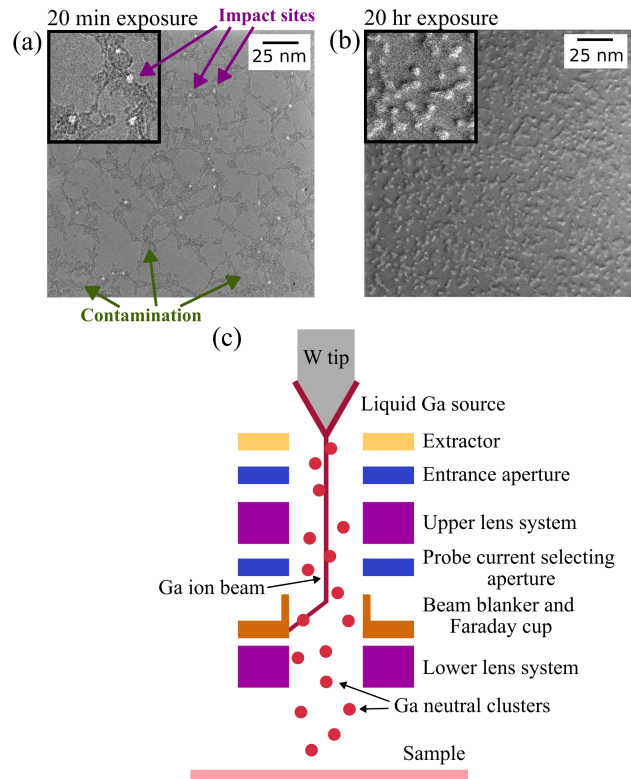 (a)
20 min exposure
Impact sites
25 nm
Contamination
(b)
20 hr exposure
25 nm
(c)
W tip
Liquid Ga source
Extractor
Entrance aperture
Upper lens system
Probe current selecting
aperture
Ga ion beam
Beam blanker and
Faraday cup
Lower lens system
Ga neutral clusters
Sample